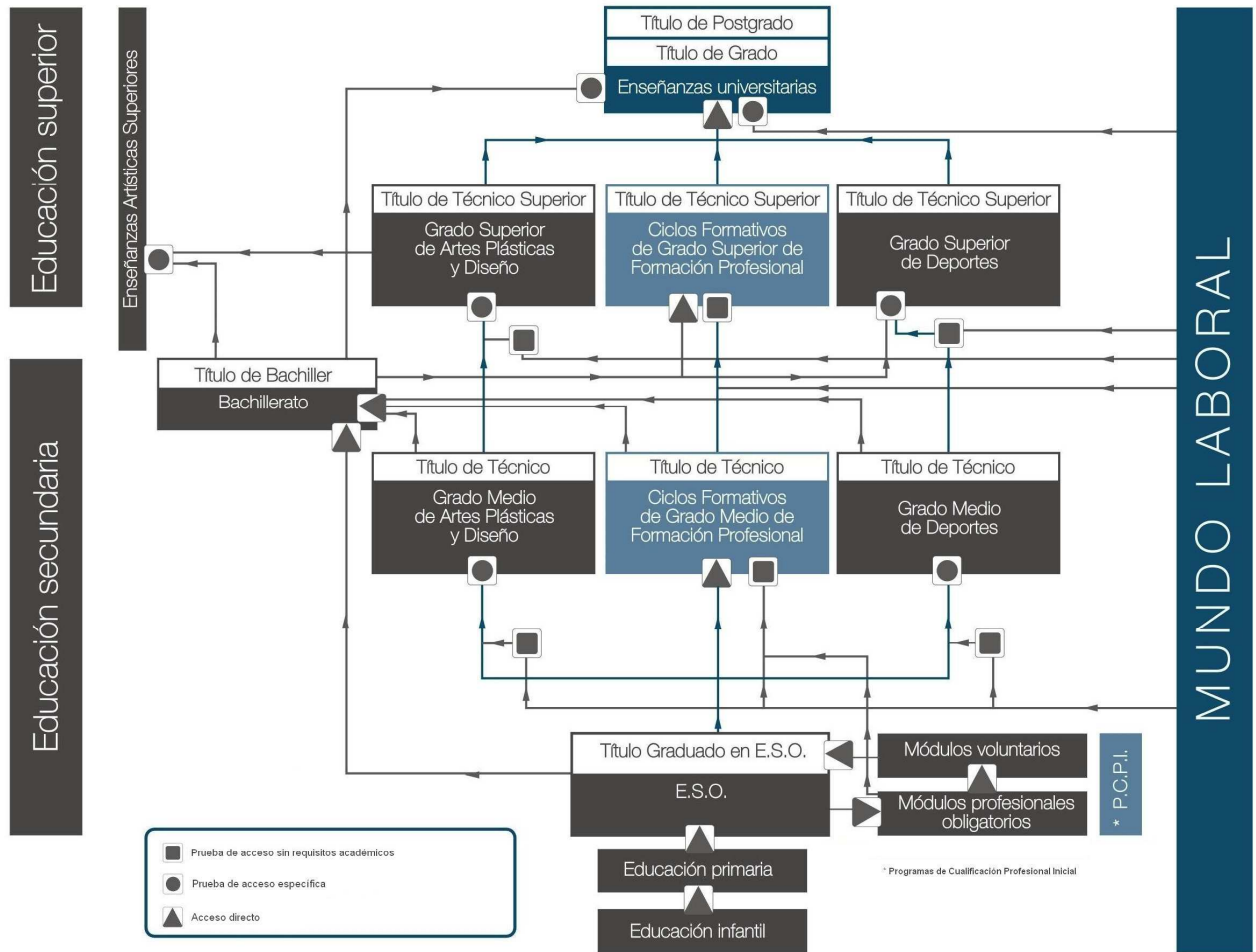 Educación superior
Enseñanzas Artísticas Superiores
Título de Postgrado
Título de Grado
Enseñanzas universitarias
Título de Técnico Superior
Grado Superior
de Artes Plásticas
y Diseño
Título de Técnico Superior
Ciclos Formativos
de Grado Superior de
Formación Profesional
Título de Técnico Superior
Grado Superior
de Deportes
MUNDO LABORAL
Educación secundaria
Título de Bachiller
Bachillerato
Título de Técnico
Grado Medio
de Artes Plásticas
y Diseño
Título de Técnico
Ciclos Formativos
de Grado Medio de
Formación Profesional
Título de Técnico
Grado Medio
de Deportes
Título Graduado en E.S.O.
E.S.O.
Módulos voluntarios
Módulos profesionales
obligatorios
* P.C.P.I.
Educación primaria
Educación infantil
* Programas de Cualificación Profesional Inicial
Prueba de acceso sin requisitos académicos
Prueba de acceso específica
Acceso directo